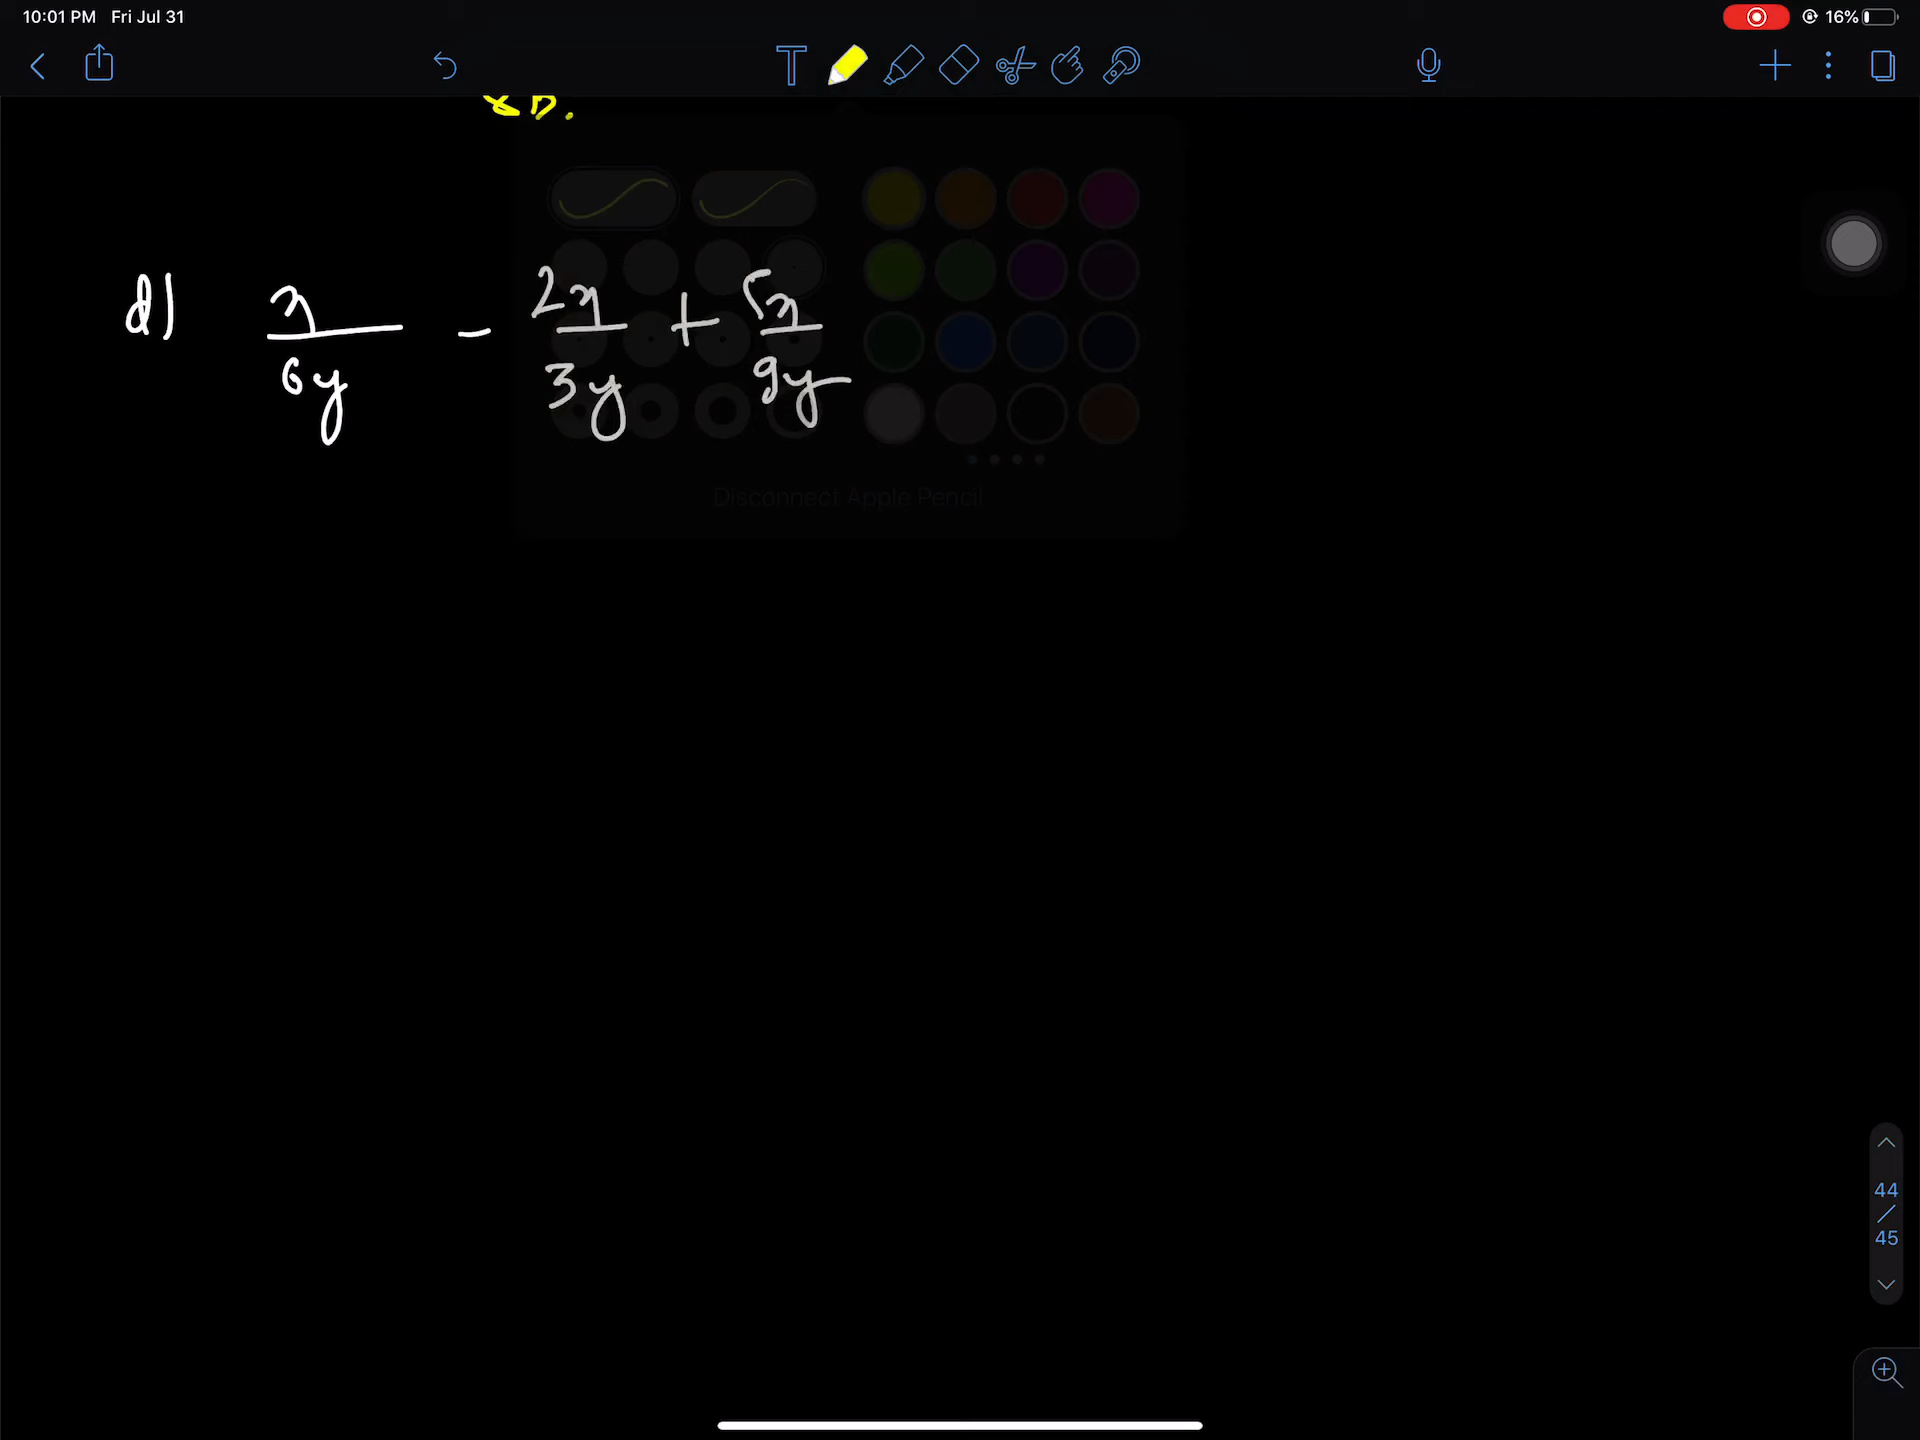 10:01 PM Fri Jul 31 16%
T
& B.
d) x/6y - 2x/3y + 5x/9y
Disconnect Apple Pencil
44
/
45